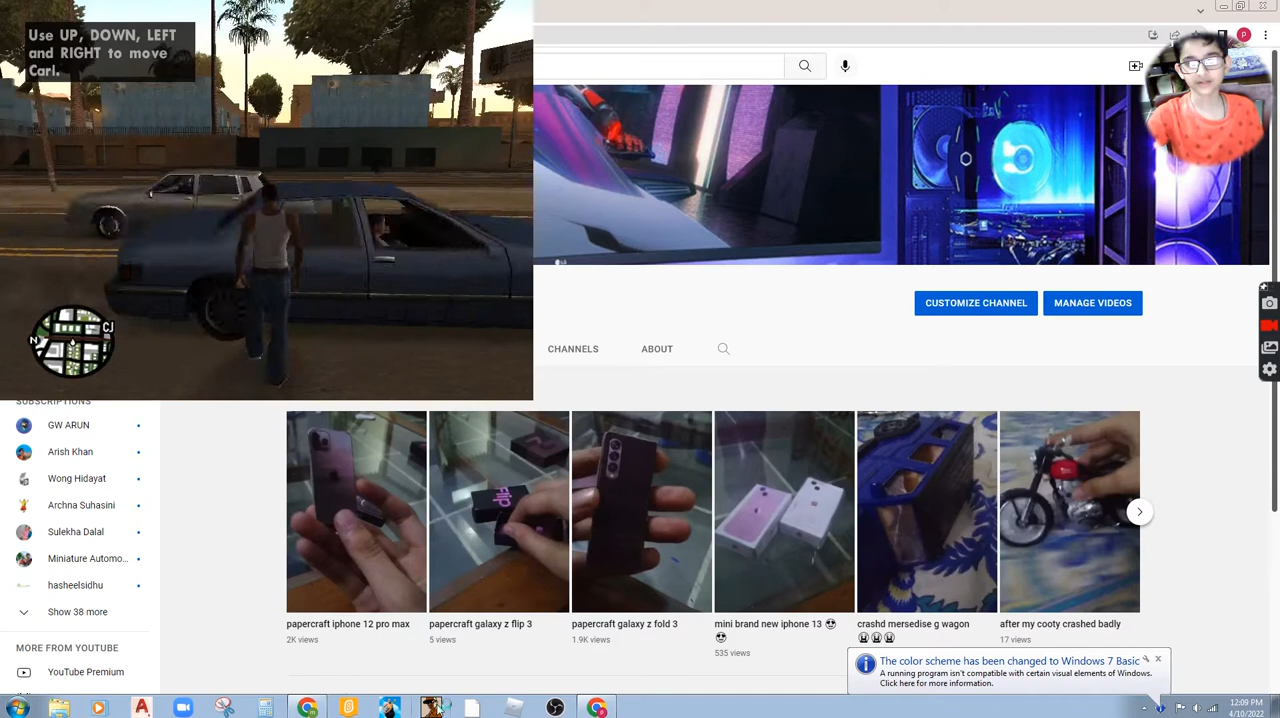 Use UP, DOWN, LEFT
and RIGHT to move
Carl.
N
CJ
P
LG
CUSTOMIZE CHANNEL
MANAGE VIDEOS
CHANNELS
ABOUT
SUBSCRIPTIONS
GW ARUN
Arish Khan
Wong Hidayat
Archna Suhasini
Sulekha Dalal
Miniature Automo...
hasheelsidhu
Show 38 more
MORE FROM YOUTUBE
YouTube Premium
flip
papercraft iphone 12 pro max
2K views
papercraft galaxy z flip 3
5 views
papercraft galaxy z fold 3
1.9K views
mini brand new iphone 13 😎
😎
535 views
crashd mersedise g wagon
😭😭😭
after my cooty crashed badly
17 views
The color scheme has been changed to Windows 7 Basic
A running program isn't compatible with certain visual elements of Windows.
Click here for more information.
12:09 PM
4/10/2022